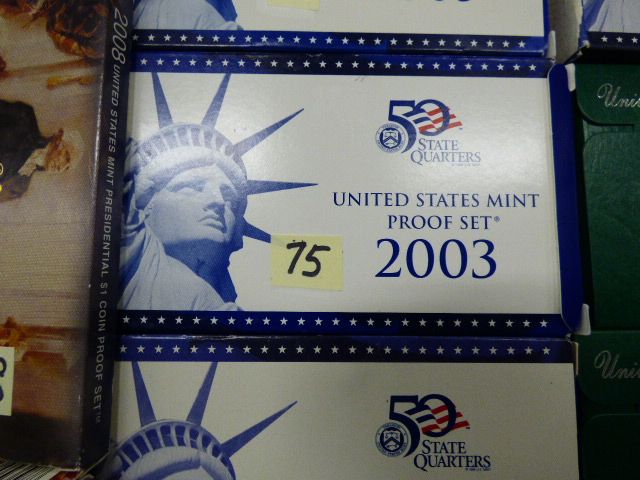 2008 UNITED STATES MINT PRESIDENTIAL $1 COIN PROOF SET™
50
STATE
QUARTERS
UNITED STATES MINT
PROOF SET®
2003
75
50
STATE
QUARTERS